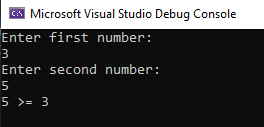 C:\
Microsoft Visual Studio Debug Console
Enter first number:
3
Enter second number:
5
5 >= 3